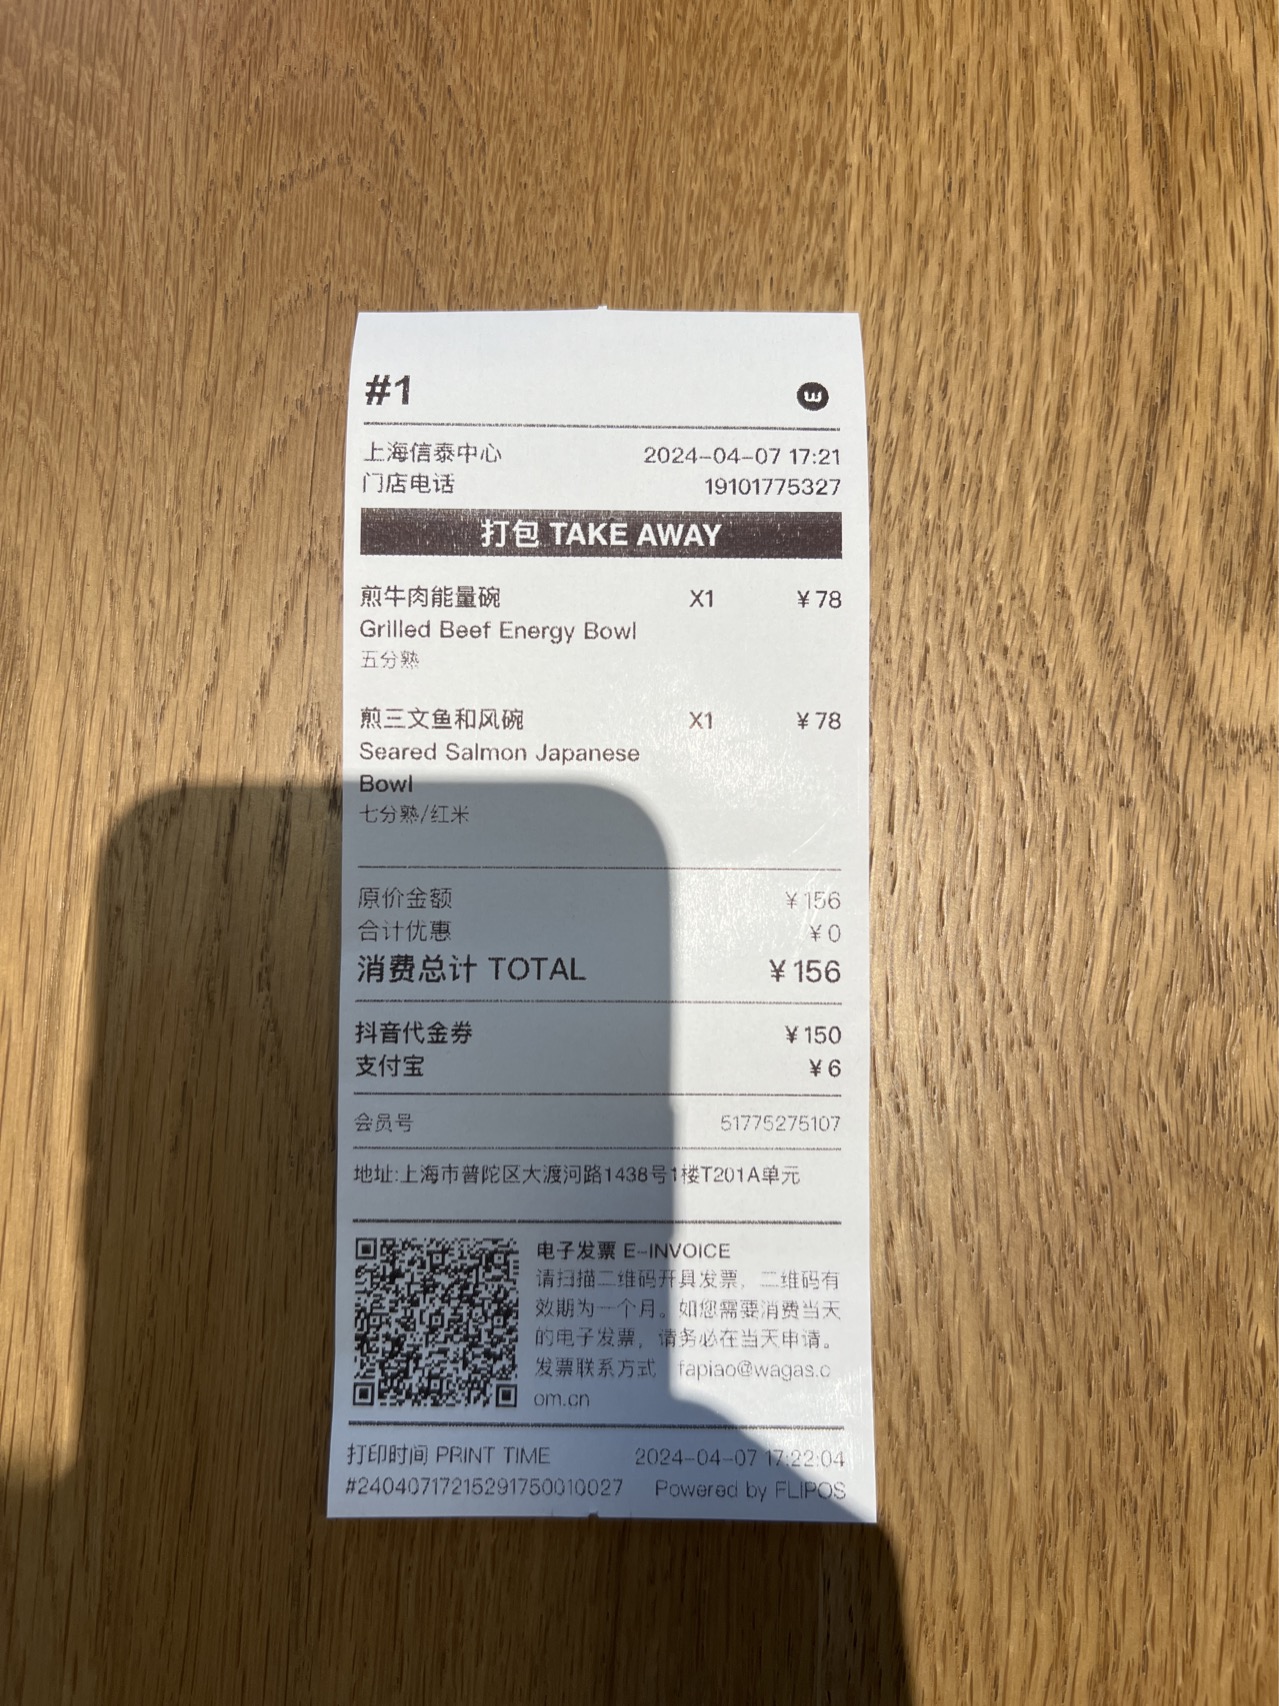 #1
上海信泰中心 2024-04-07 17:21
门店电话 19101775327
打包 TAKE AWAY
煎牛肉能量碗 X1 ¥78
Grilled Beef Energy Bowl
五分熟
煎三文鱼和风碗 X1 ¥78
Seared Salmon Japanese
Bowl
七分熟/红米
原价金额 ¥156
合计优惠 ¥0
消费总计 TOTAL ¥156
抖音代金券 ¥150
支付宝 ¥6
会员号 51775275107
地址:上海市普陀区大渡河路1438号1楼T201A单元
电子发票 E-INVOICE
请扫描二维码开具发票，二维码有
效期为一个月。如您需要消费当天
的电子发票，请务必在当天申请。
发票联系方式 fapiao@wagas.c
om.cn
打印时间 PRINT TIME 2024-04-07 17:22:04
#24040717215291750010027 Powered by FLIPOS